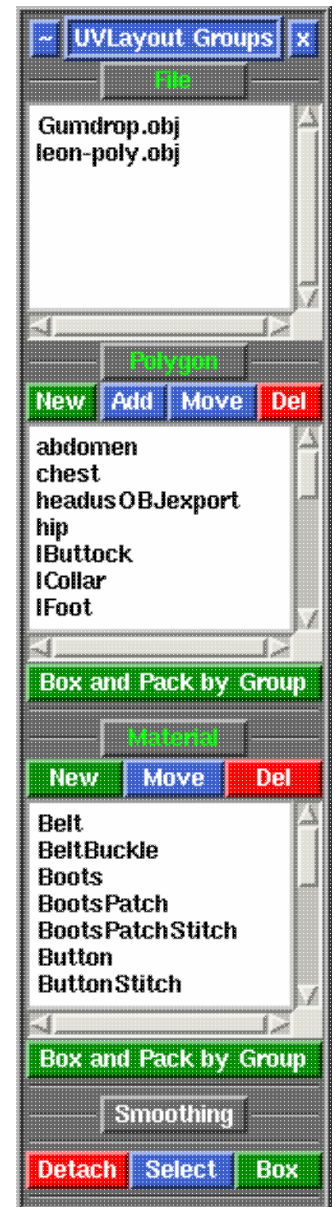 ~ UVLayout Groups x
File
Gumdrop.obj
leon-poly.obj
Polygon
New Add Move Del
abdomen
chest
headusOBJexport
hip
lButtock
lCollar
lFoot
Box and Pack by Group
Material
New Move Del
Belt
BeltBuckle
Boots
BootsPatch
BootsPatchStitch
Button
ButtonStitch
Box and Pack by Group
Smoothing
Detach Select Box